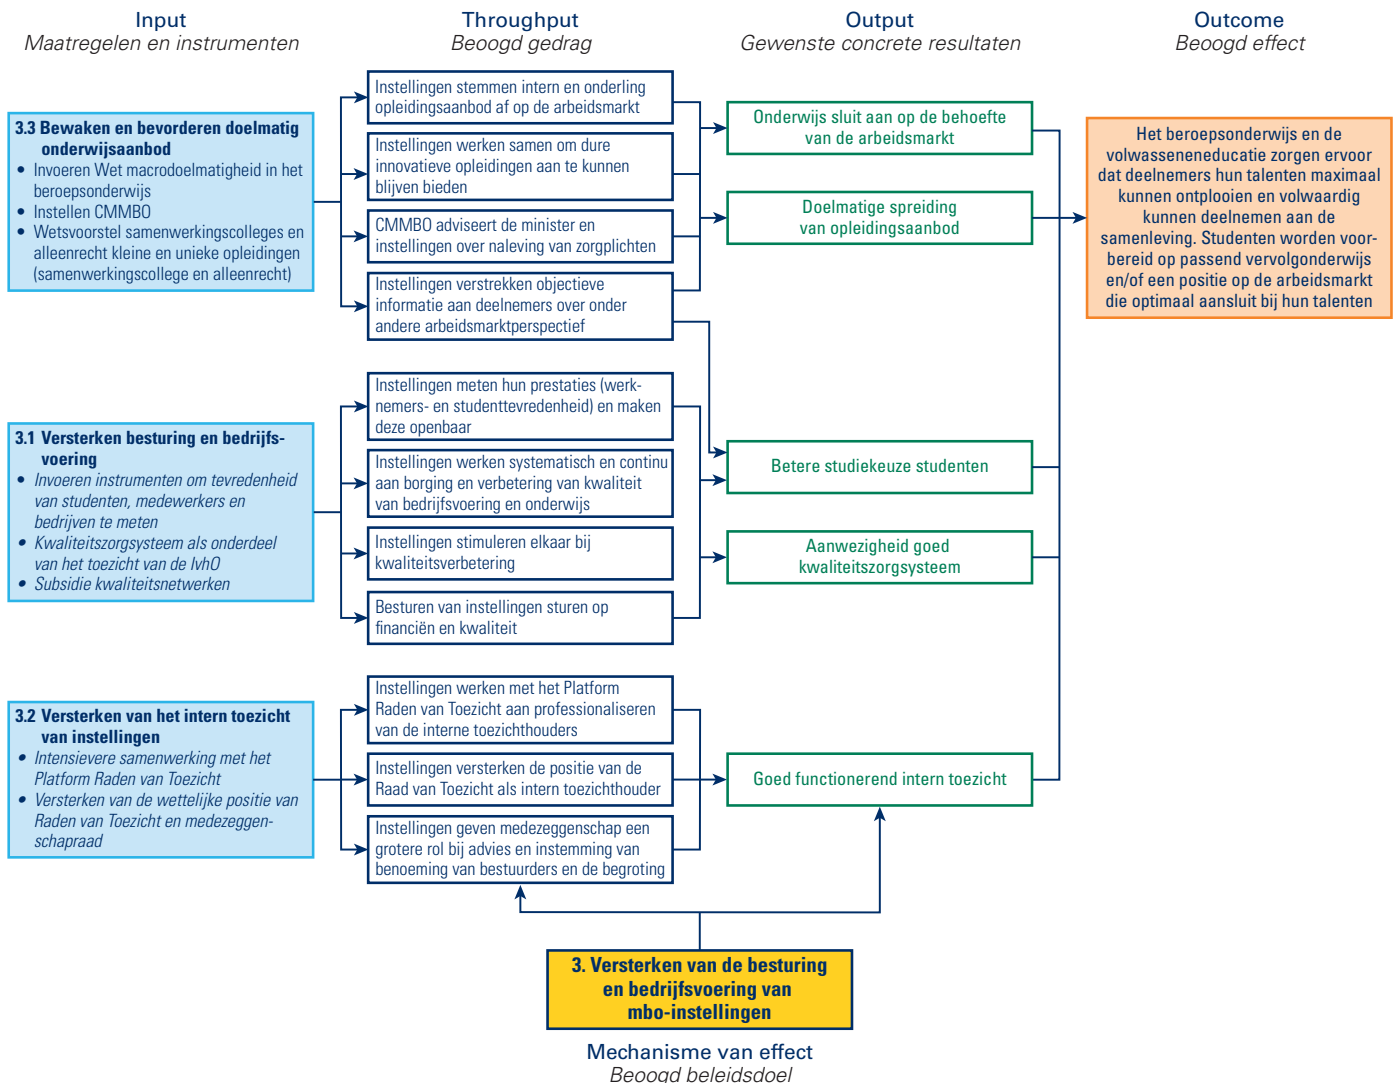 Input
Maatregelen en instrumenten
Throughput
Beoogd gedrag
Output
Gewenste concrete resultaten
Outcome
Beoogd effect
3.3 Bewaken en bevorderen doelmatig
onderwijsaanbod
• Invoeren Wet macrodoelmatigheid in het
beroepsonderwijs
• Instellen CMMBO
• Wetsvoorstel samenwerkingscolleges en
alleenrecht kleine en unieke opleidingen
(samenwerkingscollege en alleenrecht)
Instellingen stemmen intern en onderling
opleidingsaanbod af op de arbeidsmarkt
Instellingen werken samen om dure
innovatieve opleidingen aan te kunnen
blijven bieden
CMMBO adviseert de minister en
instellingen over naleving van zorgplichten
Instellingen verstrekken objectieve
informatie aan deelnemers over onder
andere arbeidsmarktperspectief
Onderwijs sluit aan op de behoefte
van de arbeidsmarkt
Doelmatige spreiding
van opleidingsaanbod
Het beroepsonderwijs en de
volwasseneneducatie zorgen ervoor
dat deelnemers hun talenten maximaal
kunnen ontplooien en volwaardig
kunnen deelnemen aan de
samenleving. Studenten worden voor-
bereid op passend vervolgonderwijs
en/of een positie op de arbeidsmarkt
die optimaal aansluit bij hun talenten
3.1 Versterken besturing en bedrijfs-
voering
• Invoeren instrumenten om tevredenheid
van studenten, medewerkers en
bedrijven te meten
• Kwaliteitszorgsysteem als onderdeel
van het toezicht van de IvhO
• Subsidie kwaliteitsnetwerken
Instellingen meten hun prestaties (werk-
nemers- en studenttevredenheid) en maken
deze openbaar
Instellingen werken systematisch en continu
aan borging en verbetering van kwaliteit
van bedrijfsvoering en onderwijs
Instellingen stimuleren elkaar bij
kwaliteitsverbetering
Besturen van instellingen sturen op
financiën en kwaliteit
Betere studiekeuze studenten
Aanwezigheid goed
kwaliteitszorgsysteem
3.2 Versterken van het intern toezicht
van instellingen
• Intensievere samenwerking met het
Platform Raden van Toezicht
• Versterken van de wettelijke positie van
Raden van Toezicht en medezeggen-
schapraad
Instellingen werken met het Platform
Raden van Toezicht aan professionaliseren
van de interne toezichthouders
Instellingen versterken de positie van de
Raad van Toezicht als intern toezichthouder
Instellingen geven medezeggenschap een
grotere rol bij advies en instemming van
benoeming van bestuurders en de begroting
Goed functionerend intern toezicht
3. Versterken van de besturing
en bedrijfsvoering van
mbo-instellingen
Mechanisme van effect
Beoogd beleidsdoel